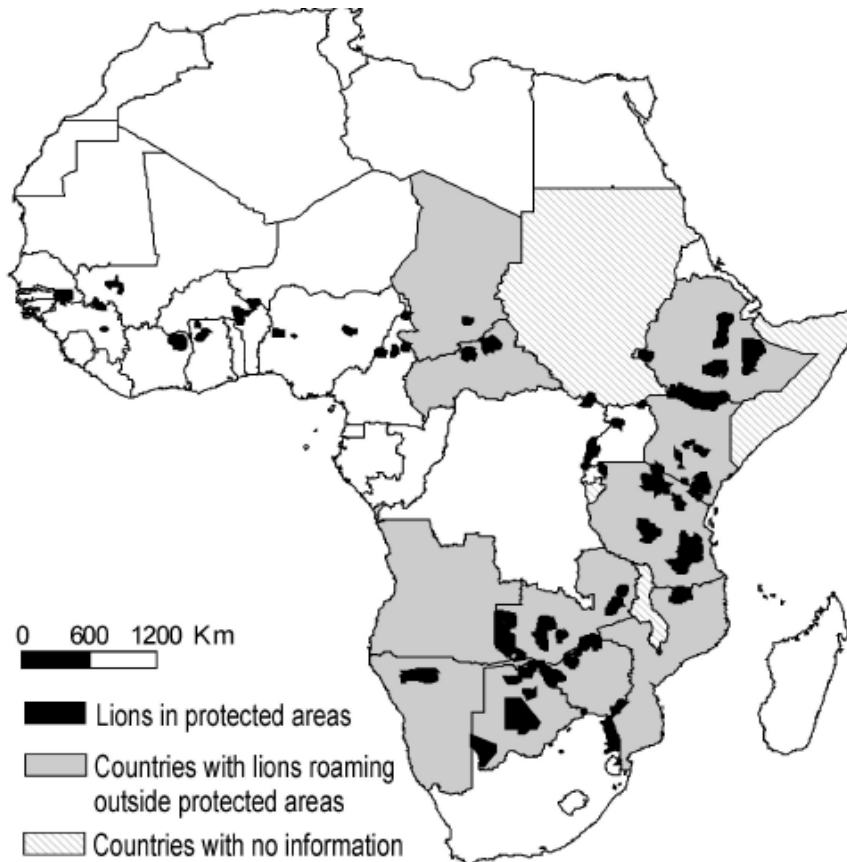 0 600 1200 Km
Lions in protected areas
Countries with lions roaming
outside protected areas
Countries with no information